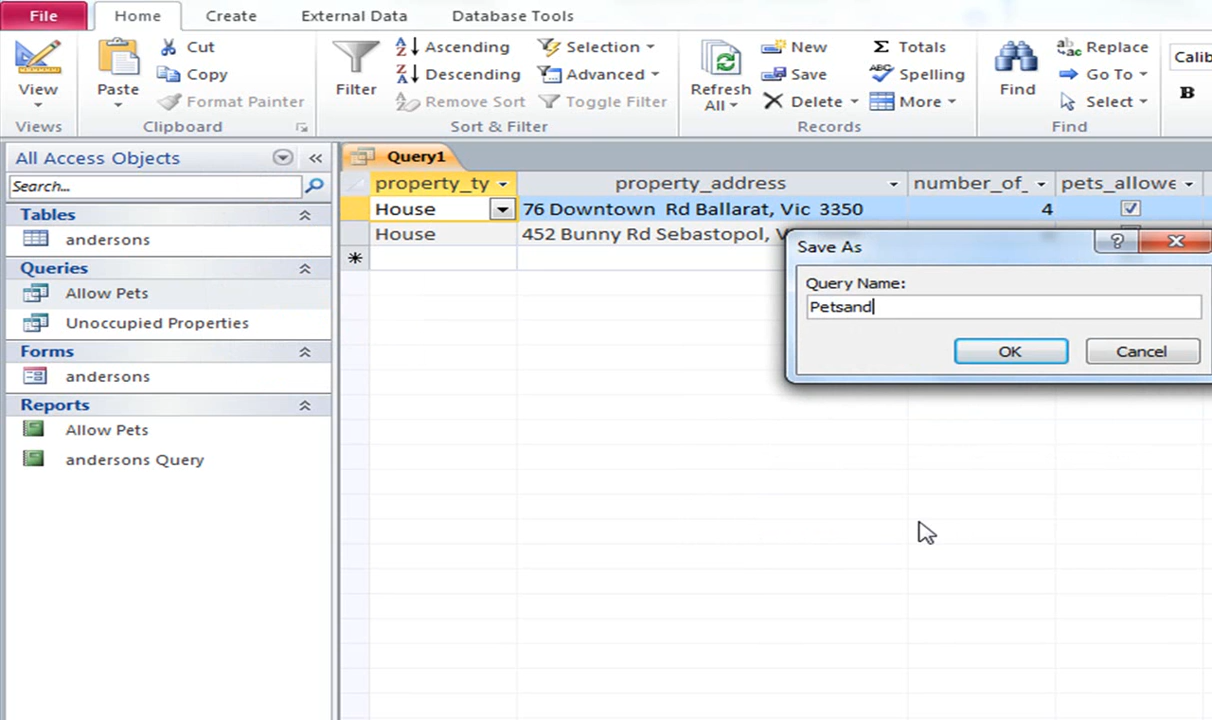 File Home Create External Data Database Tools
View
Views
Paste
Cut
Copy
Format Painter
Clipboard
Filter
Ascending
Descending
Remove Sort
Selection
Advanced
Toggle Filter
Sort & Filter
Refresh
All
New
Save
Delete
Totals
Spelling
More
Records
Find
Replace
Go To
Select
Find
Calib
B
All Access Objects
Search...
Tables
andersons
Queries
Allow Pets
Unoccupied Properties
Forms
andersons
Reports
Allow Pets
andersons Query
Query1
property_ty property_address number_of_ pets_allowe
House 76 Downtown Rd Ballarat, Vic 3350 4
House 452 Bunny Rd Sebastopol, V
Save As
Query Name:
Petsand
OK Cancel